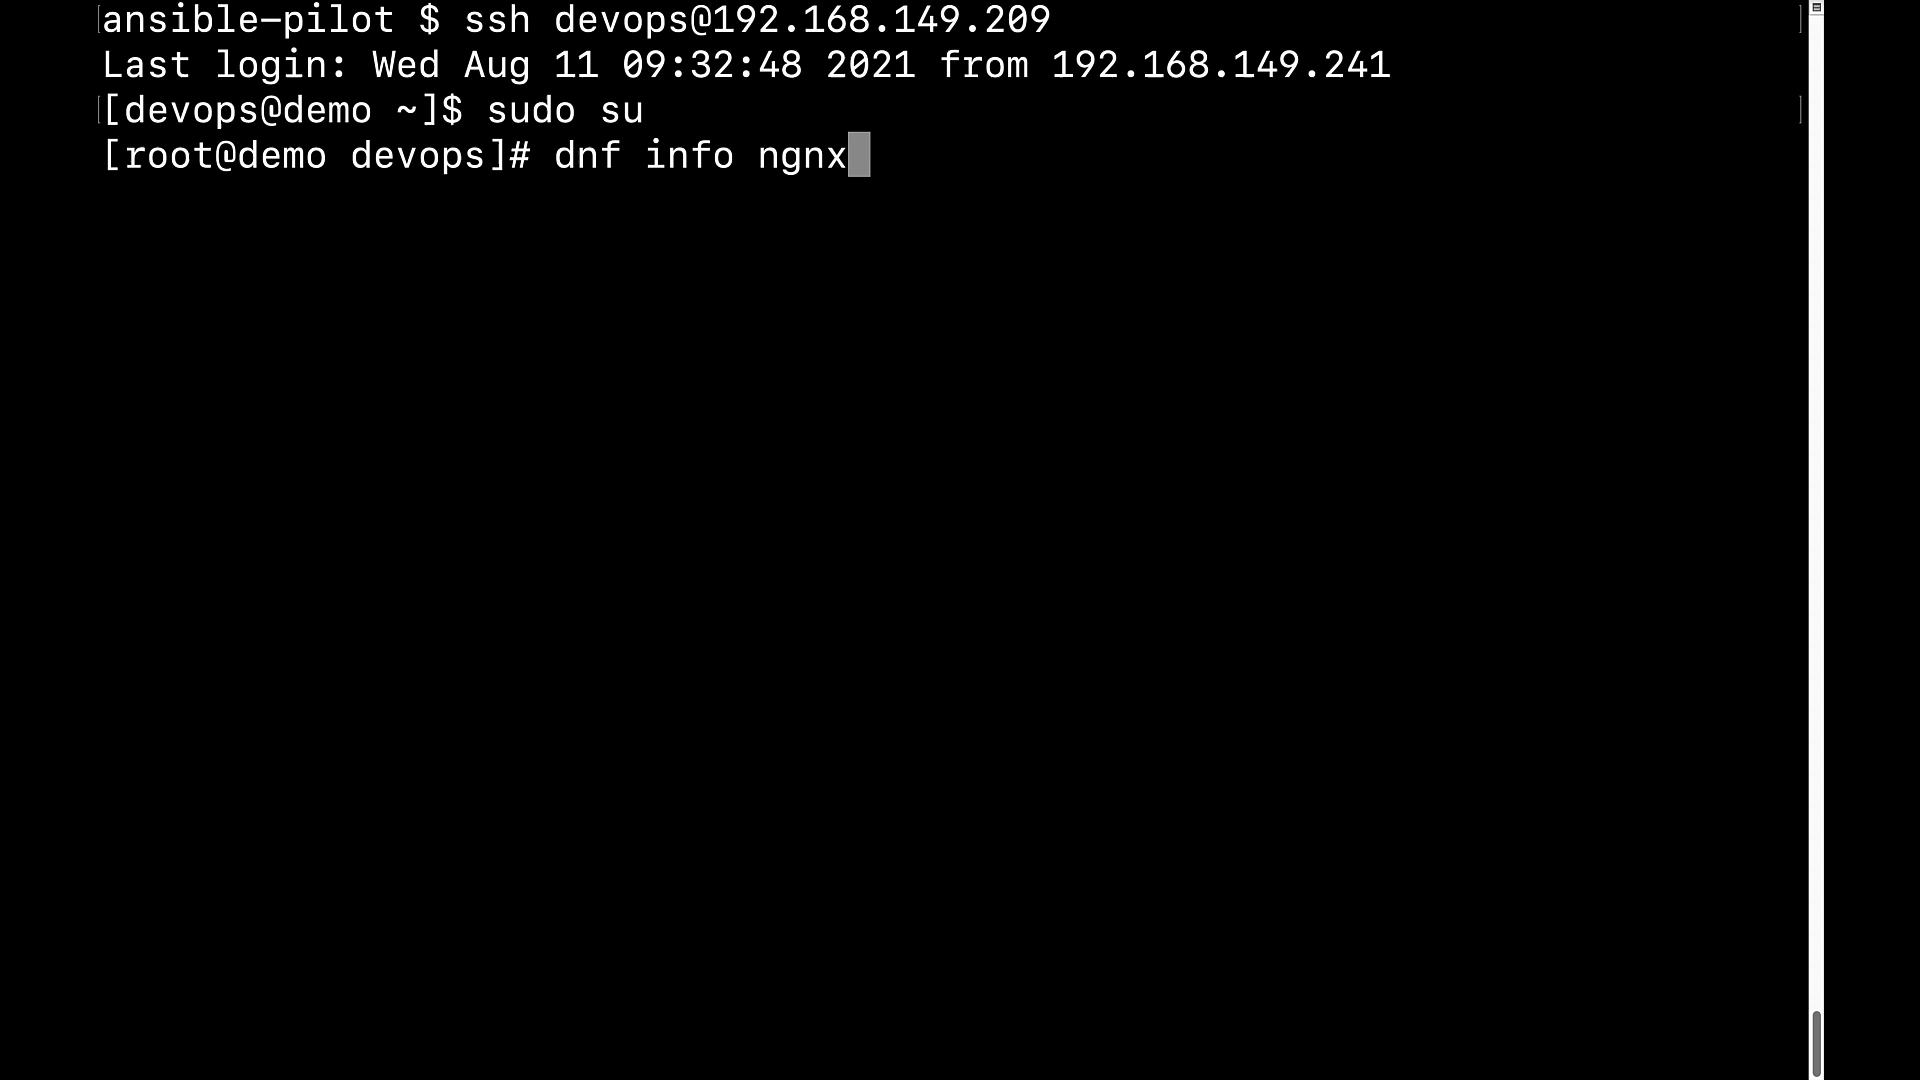 ansible-pilot $ ssh devops@192.168.149.209
Last login: Wed Aug 11 09:32:48 2021 from 192.168.149.241
[devops@demo ~]$ sudo su
[root@demo devops]# dnf info ngnx